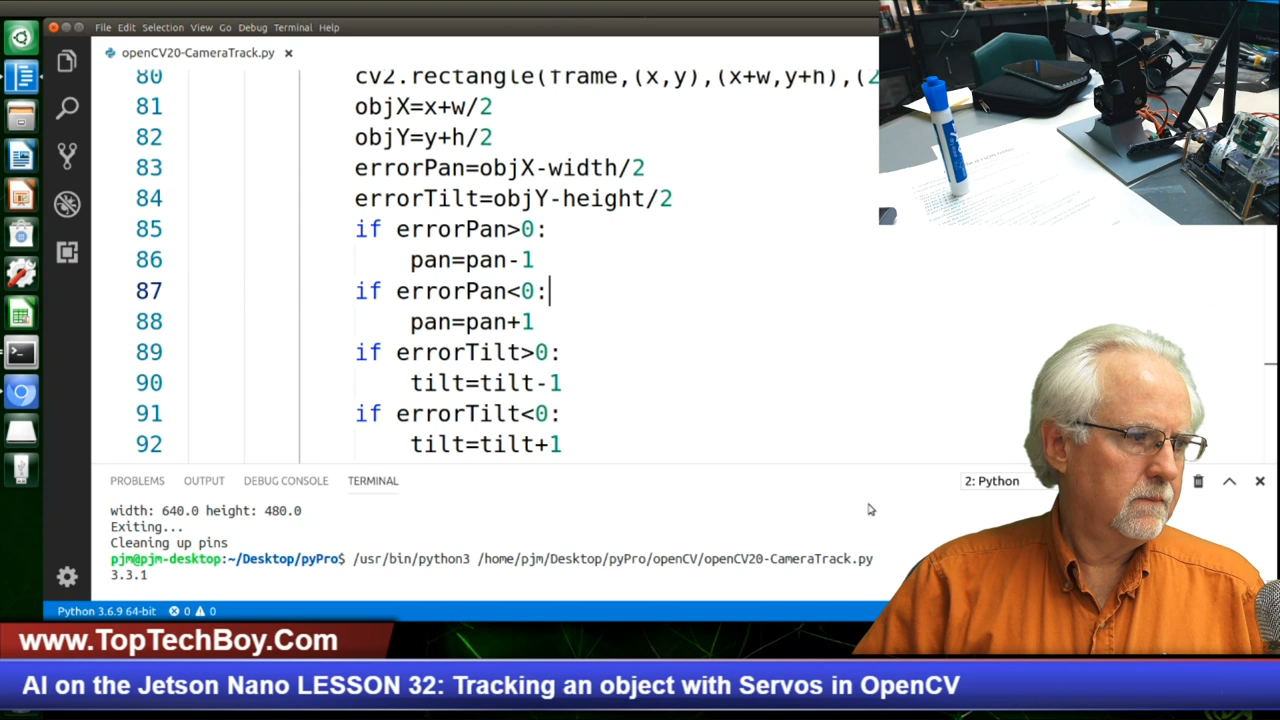 File Edit Selection View Go Debug Terminal Help
openCV20-CameraTrack.py
80 cv2.rectangle(frame,(x,y),(x+w,y+h),(2
81 objX=x+w/2
82 objY=y+h/2
83 errorPan=objX-width/2
84 errorTilt=objY-height/2
85 if errorPan>0:
86 pan=pan-1
87 if errorPan<0:
88 pan=pan+1
89 if errorTilt>0:
90 tilt=tilt-1
91 if errorTilt<0:
92 tilt=tilt+1
PROBLEMS OUTPUT DEBUG CONSOLE TERMINAL 2: Python
width: 640.0 height: 480.0
Exiting...
Cleaning up pins
pjm@pjm-desktop:~/Desktop/pyPro$ /usr/bin/python3 /home/pjm/Desktop/pyPro/openCV/openCV20-CameraTrack.py
3.3.1
Python 3.6.9 64-bit 0 0
www.TopTechBoy.Com
AI on the Jetson Nano LESSON 32: Tracking an object with Servos in OpenCV